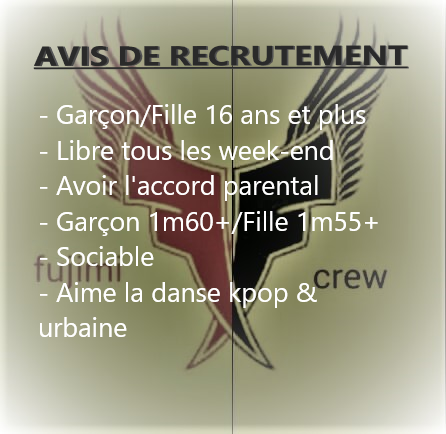 AVIS DE RECRUTEMENT
- Garçon/Fille 16 ans et plus
- Libre tous les week-end
- Avoir l'accord parental
- Garçon 1m60+/Fille 1m55+
- Sociable
fujimi crew
- Aime la danse kpop &
urbaine